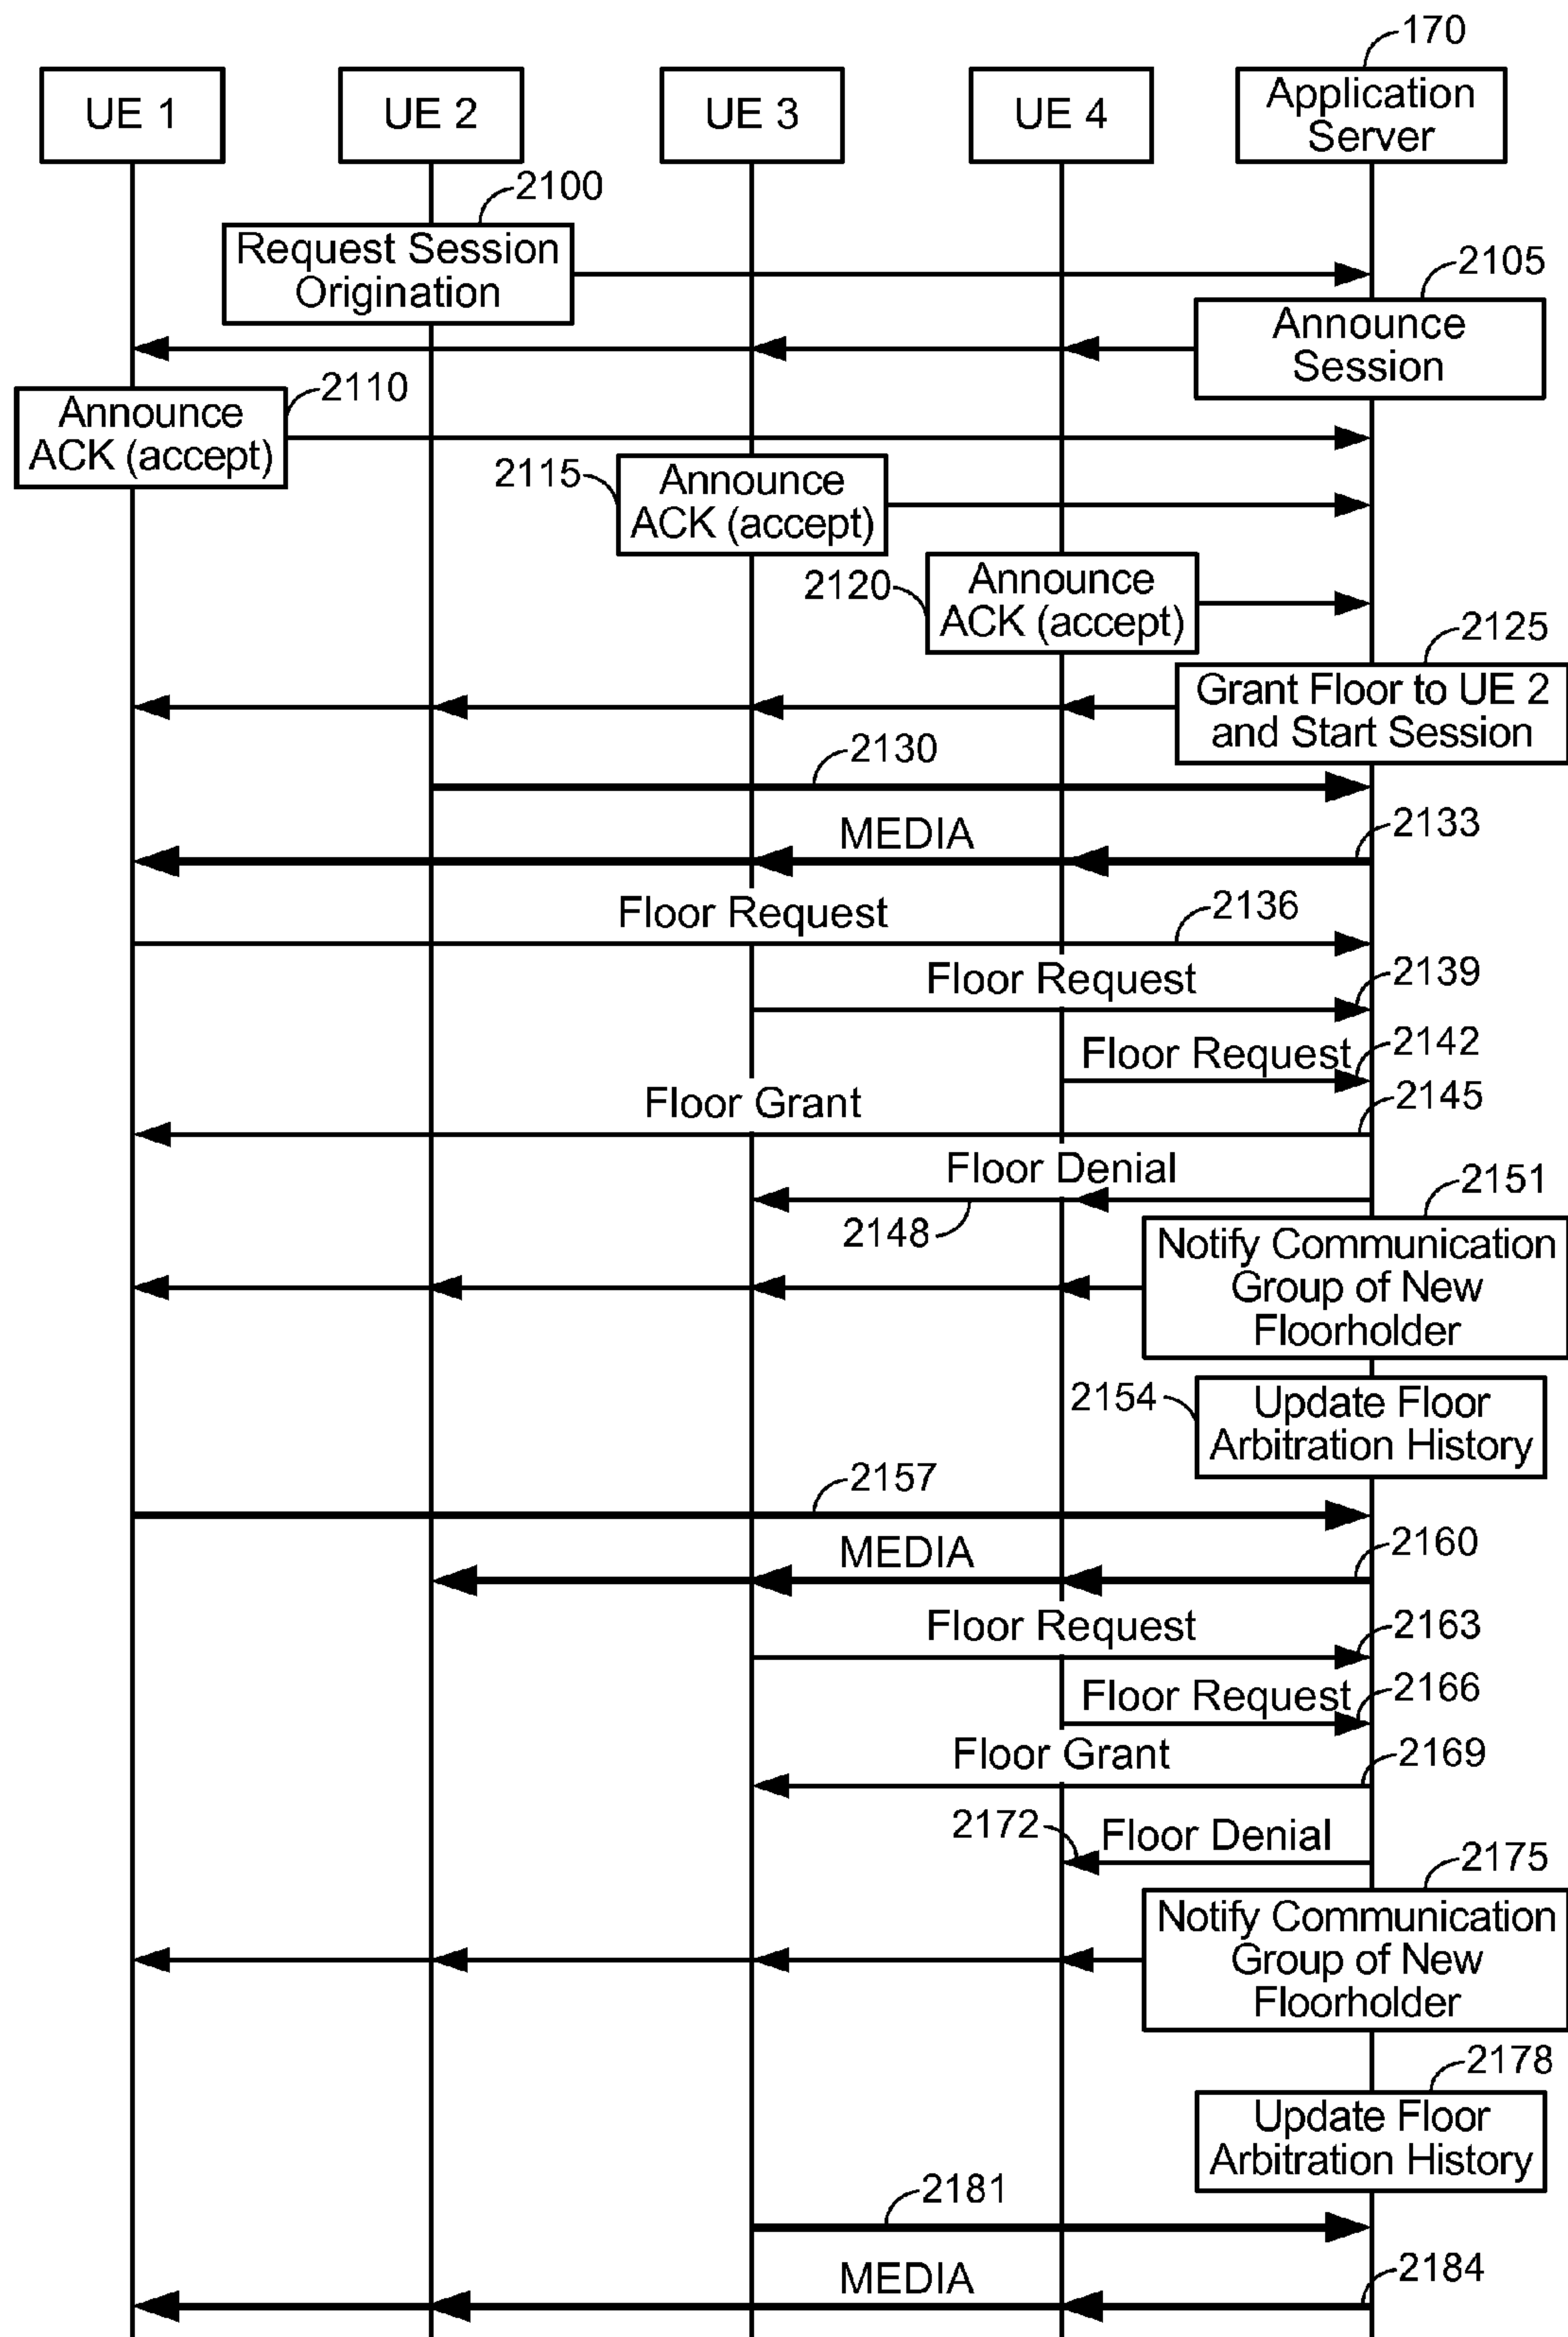 170
UE 1
UE 2
UE 3
UE 4
Application
Server
2100
Request Session
Origination
2105
Announce
Session
2110
Announce
ACK (accept)
2115
Announce
ACK (accept)
2120
Announce
ACK (accept)
2125
Grant Floor to UE 2
and Start Session
2130
MEDIA
2133
Floor Request
2136
Floor Request
2139
Floor Request
2142
Floor Grant
2145
Floor Denial
2148
2151
Notify Communication
Group of New
Floorholder
2154
Update Floor
Arbitration History
2157
MEDIA
2160
Floor Request
2163
Floor Request
2166
Floor Grant
2169
2172
Floor Denial
2175
Notify Communication
Group of New
Floorholder
2178
Update Floor
Arbitration History
2181
MEDIA
2184